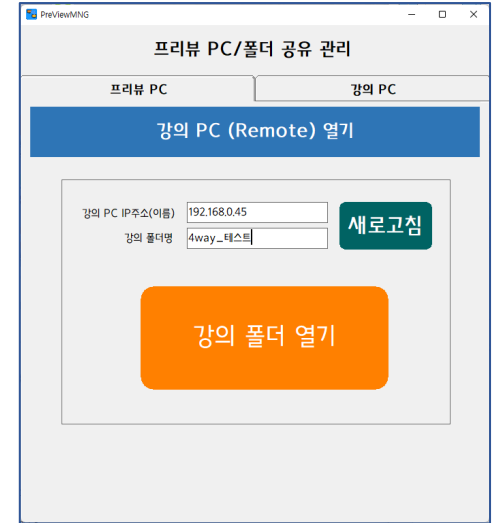 PreViewMNG
프리뷰 PC/폴더 공유 관리
프리뷰 PC 강의 PC
강의 PC (Remote) 열기
강의 PC IP주소(이름) 192.168.0.45
강의 폴더명 4way_테스트
새로고침
강의 폴더 열기